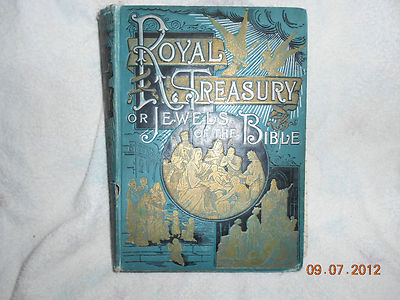 ROYAL
TREASURY
OR JEWELS
OF THE BIBLE
09.07.2012